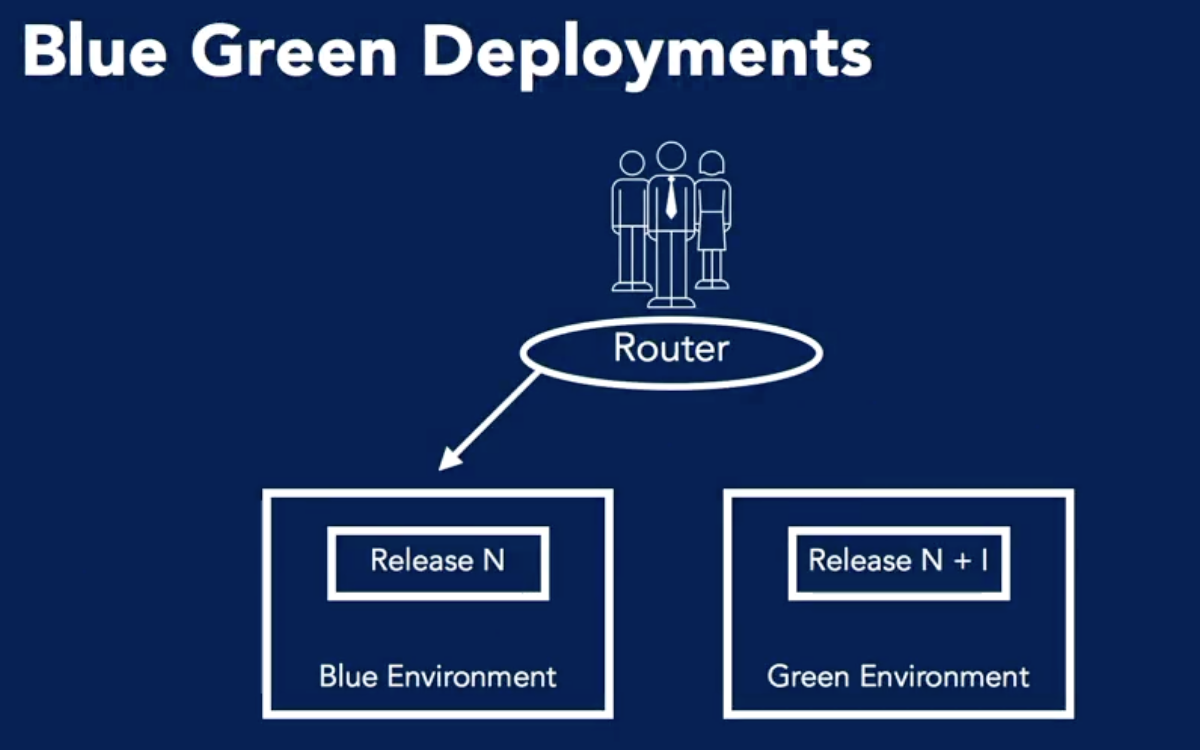 Blue Green Deployments
Router
Release N
Release N + I
Blue Environment
Green Environment